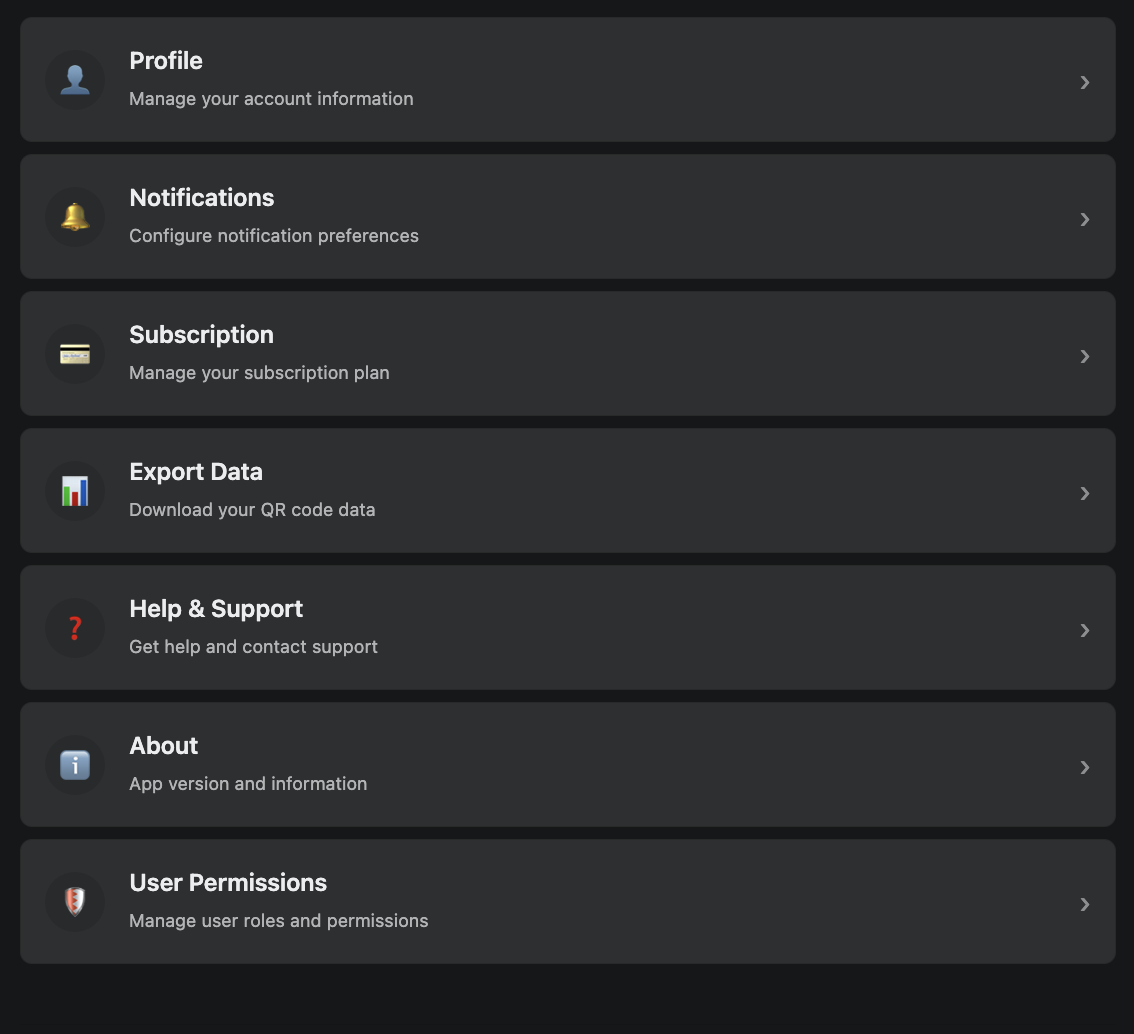 Profile
Manage your account information
Notifications
Configure notification preferences
Subscription
Manage your subscription plan
Export Data
Download your QR code data
Help & Support
Get help and contact support
About
App version and information
User Permissions
Manage user roles and permissions